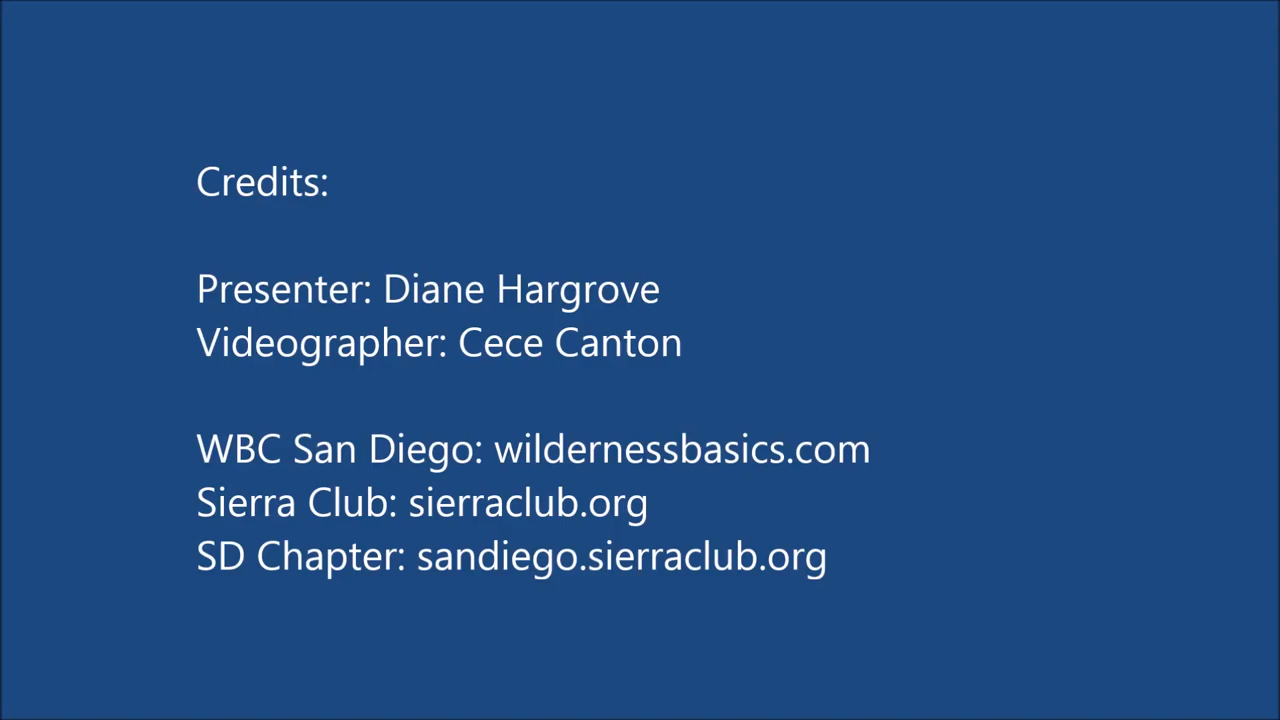 Credits:
Presenter: Diane Hargrove
Videographer: Cece Canton
WBC San Diego: wildernessbasics.com
Sierra Club: sierraclub.org
SD Chapter: sandiego.sierraclub.org